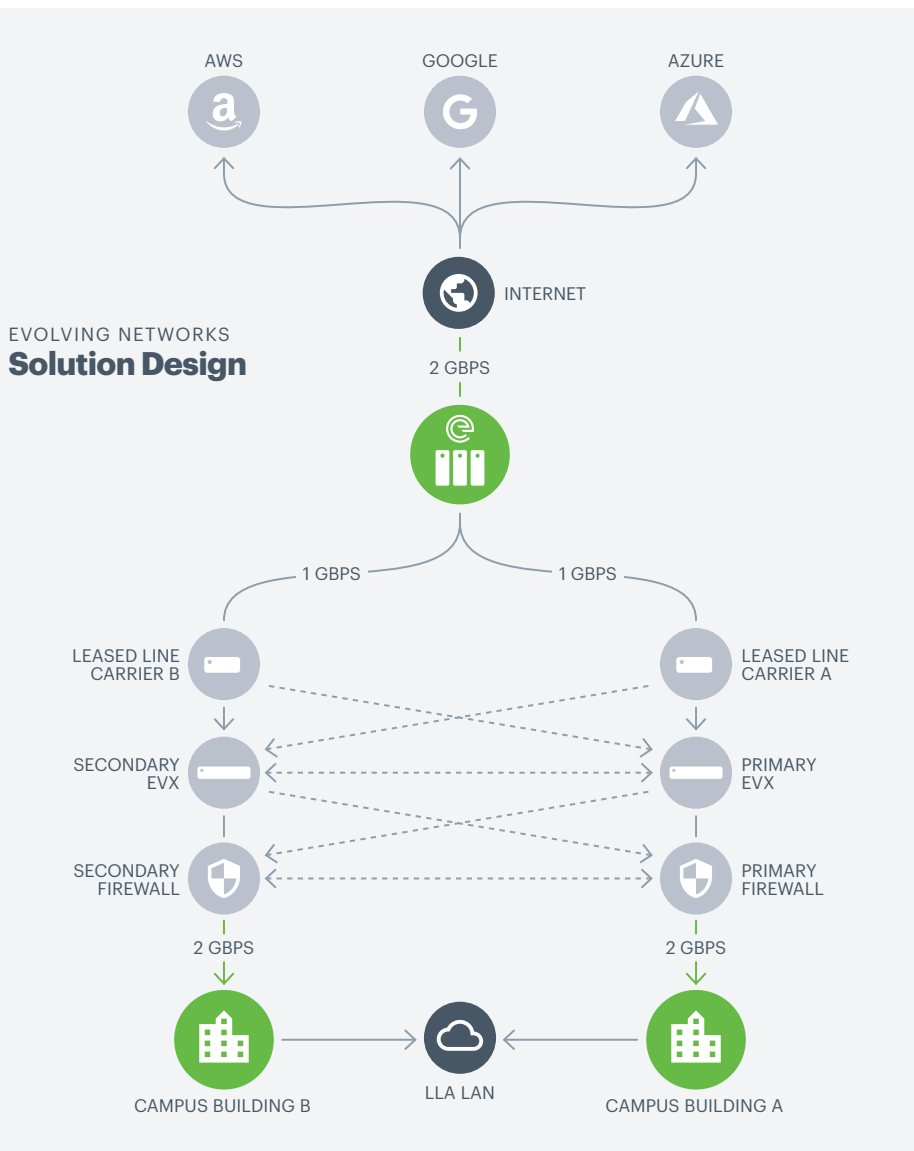 AWS
GOOGLE
AZURE
INTERNET
EVOLVING NETWORKS
Solution Design
2 GBPS
1 GBPS
1 GBPS
LEASED LINE
CARRIER B
LEASED LINE
CARRIER A
SECONDARY
EVX
PRIMARY
EVX
SECONDARY
FIREWALL
PRIMARY
FIREWALL
2 GBPS
2 GBPS
LLA LAN
CAMPUS BUILDING B
CAMPUS BUILDING A